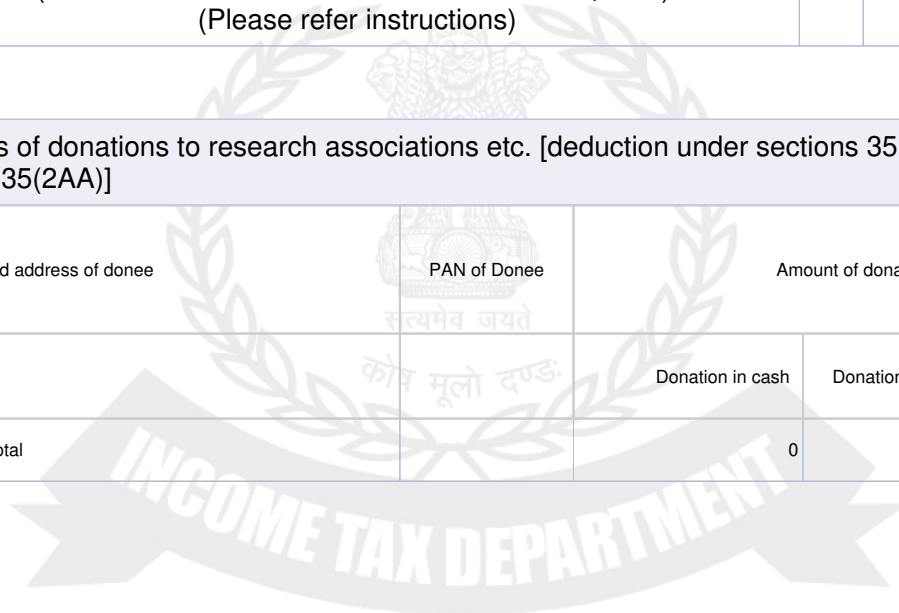 (Please refer instructions)
s of donations to research associations etc. [deduction under sections 35
35(2AA)]
d address of donee
PAN of Donee
Amount of dona
Donation in cash
Donation
otal
0
सत्यमेव जयते
कोष मूलो दण्डः
INCOME TAX DEPARTMENT